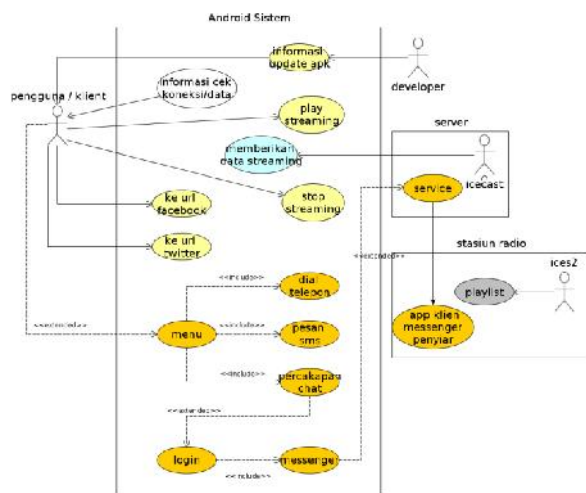 Android Sistem
informasi
update apk
developer
informasi cek
koneksi/data
pengguna / klient
play
streaming
server
memberikan
data streaming
icecast
service
stop
streaming
ke url
facebook
ke url
twitter
<<extended>>
stasiun radio
ices2
playlist
<<include>>
dial
telepon
app klien
messenger
penyiar
<<extended>>
menu
<<include>>
pesan
sms
<<include>>
percakapan
chat
<<extended>>
login
messenger
<<include>>